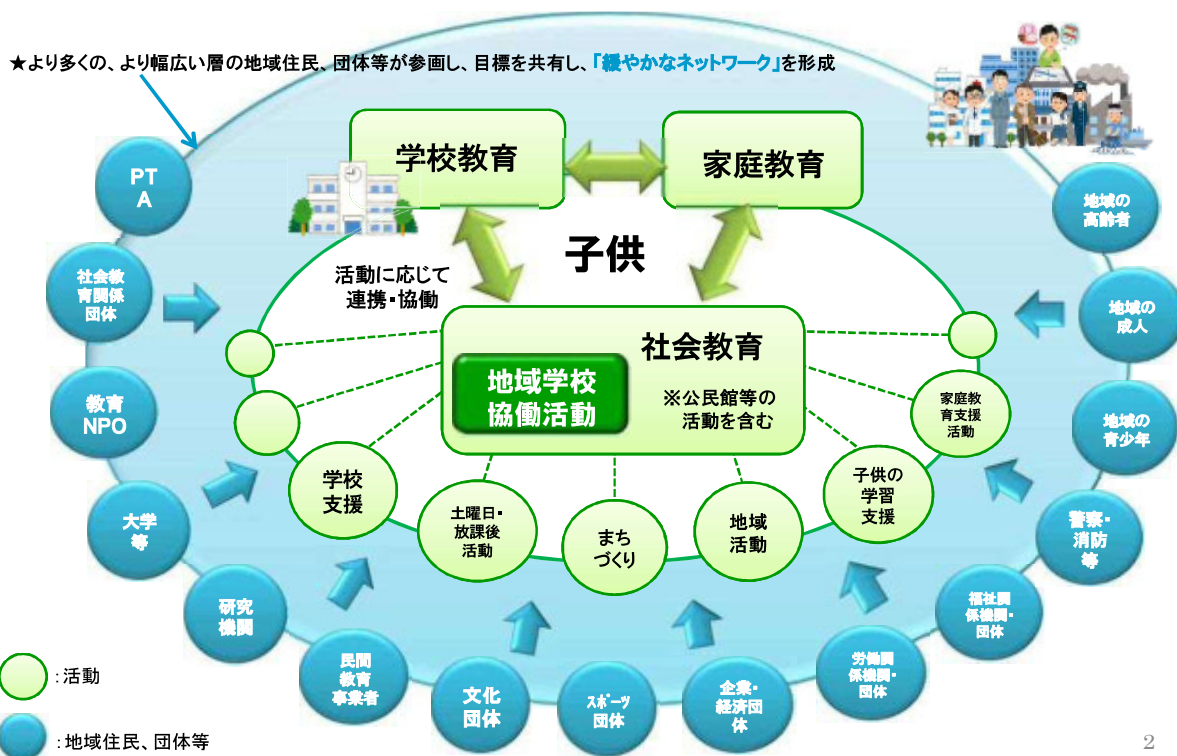 ★より多くの、より幅広い層の地域住民、団体等が参画し、目標を共有し、「緩やかなネットワーク」を形成
学校教育
家庭教育
子供
活動に応じて
連携・協働
社会教育
地域学校
協働活動
※公民館等の
活動を含む
学校
支援
土曜日・
放課後
活動
まち
づくり
地域
活動
子供の
学習
支援
家庭教
育支援
活動
PT
A
社会教
育関係
団体
教育
NPO
大学
等
研究
機関
民間
教育
事業者
文化
団体
スポーツ
団体
企業・
経済団
体
労働関
係機関・
団体
福祉関
係機関・
団体
警察・
消防
等
地域の
青少年
地域の
成人
地域の
高齢者
：活動
：地域住民、団体等
2